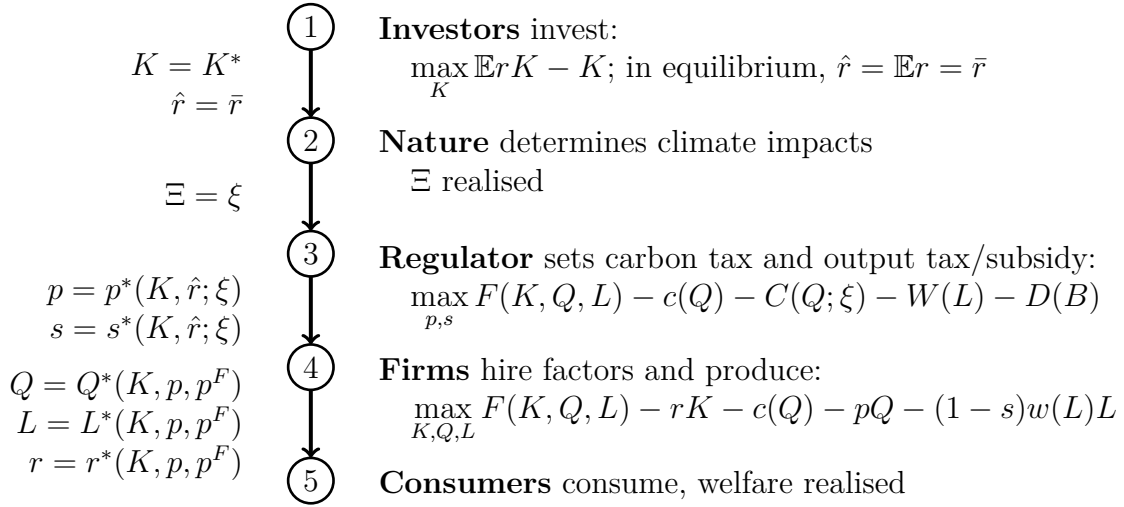 1 Investors invest:
max_K 𝔼rK − K; in equilibrium, r̂ = 𝔼r = r̄
K = K*
r̂ = r̄
2 Nature determines climate impacts
Ξ realised
Ξ = ξ
3 Regulator sets carbon tax and output tax/subsidy:
max_{p,s} F(K, Q, L) − c(Q) − C(Q; ξ) − W(L) − D(B)
p = p*(K, r̂; ξ)
s = s*(K, r̂; ξ)
4 Firms hire factors and produce:
max_{K,Q,L} F(K, Q, L) − rK − c(Q) − pQ − (1 − s)w(L)L
Q = Q*(K, p, p^F)
L = L*(K, p, p^F)
r = r*(K, p, p^F)
5 Consumers consume, welfare realised